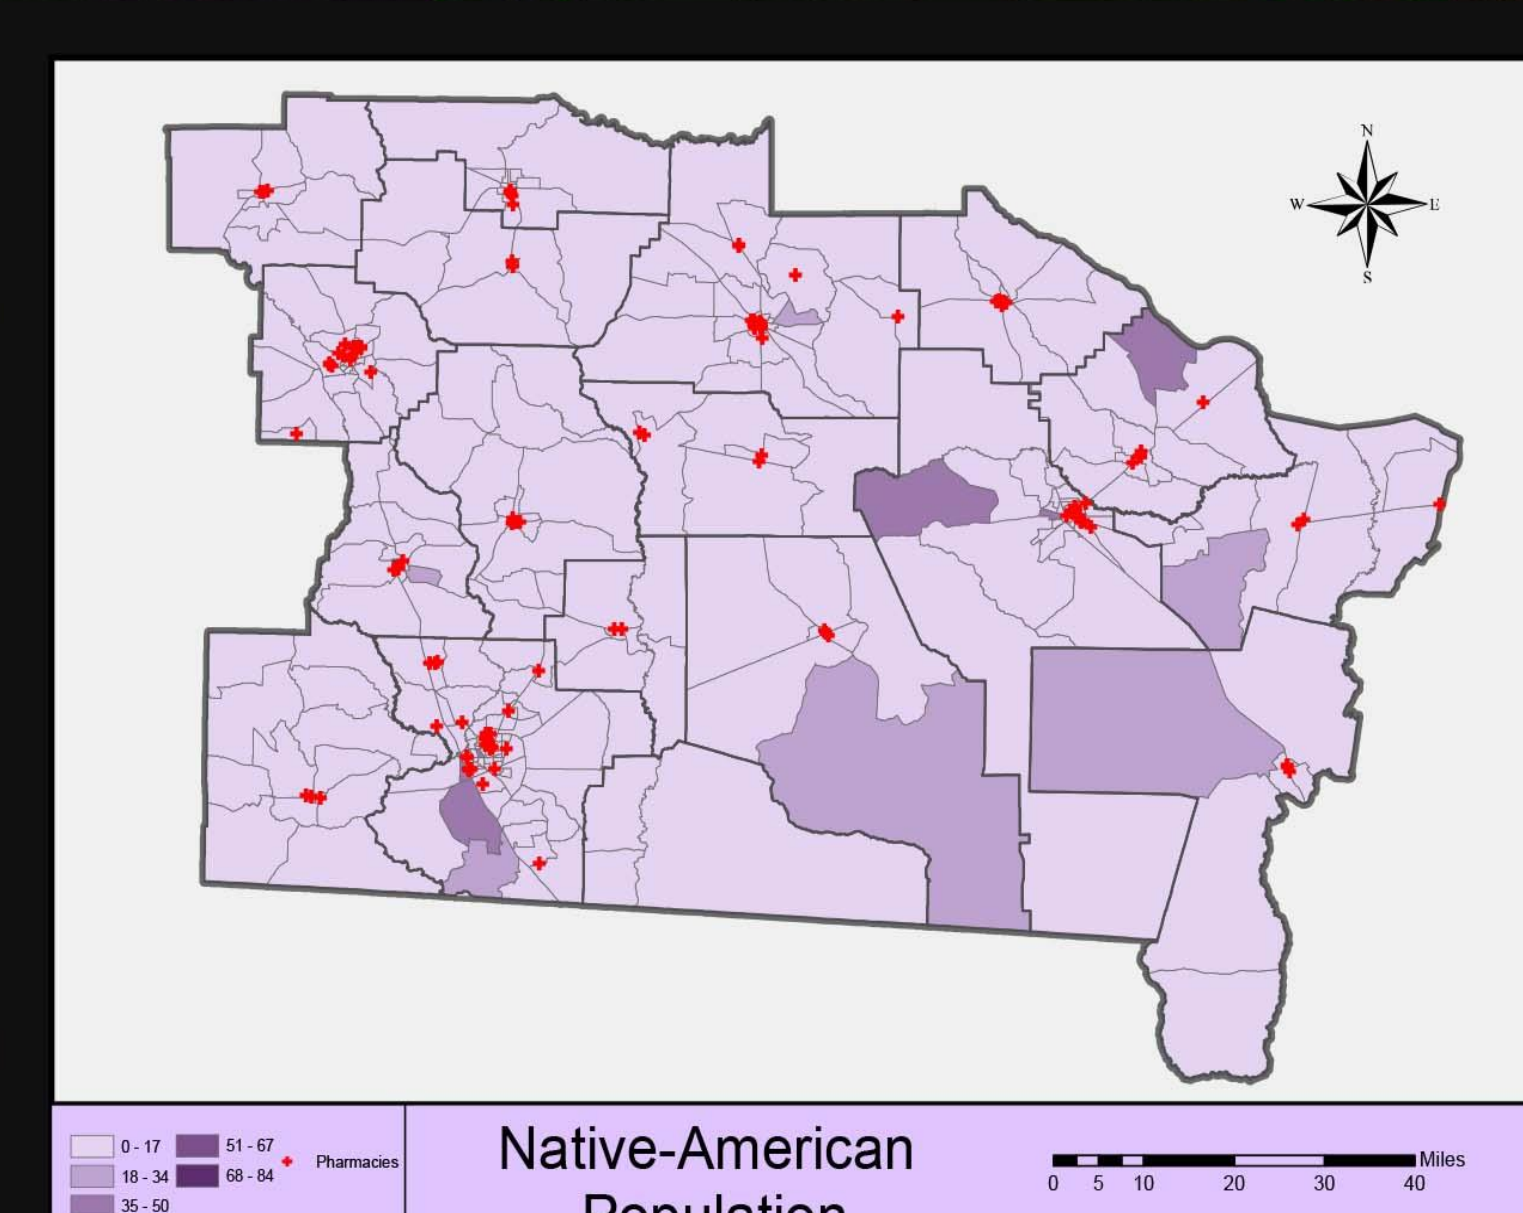 N
W E
S
0 - 17
18 - 34
35 - 50
51 - 67
68 - 84
Pharmacies
Native-American
Population
Miles
0 5 10 20 30 40